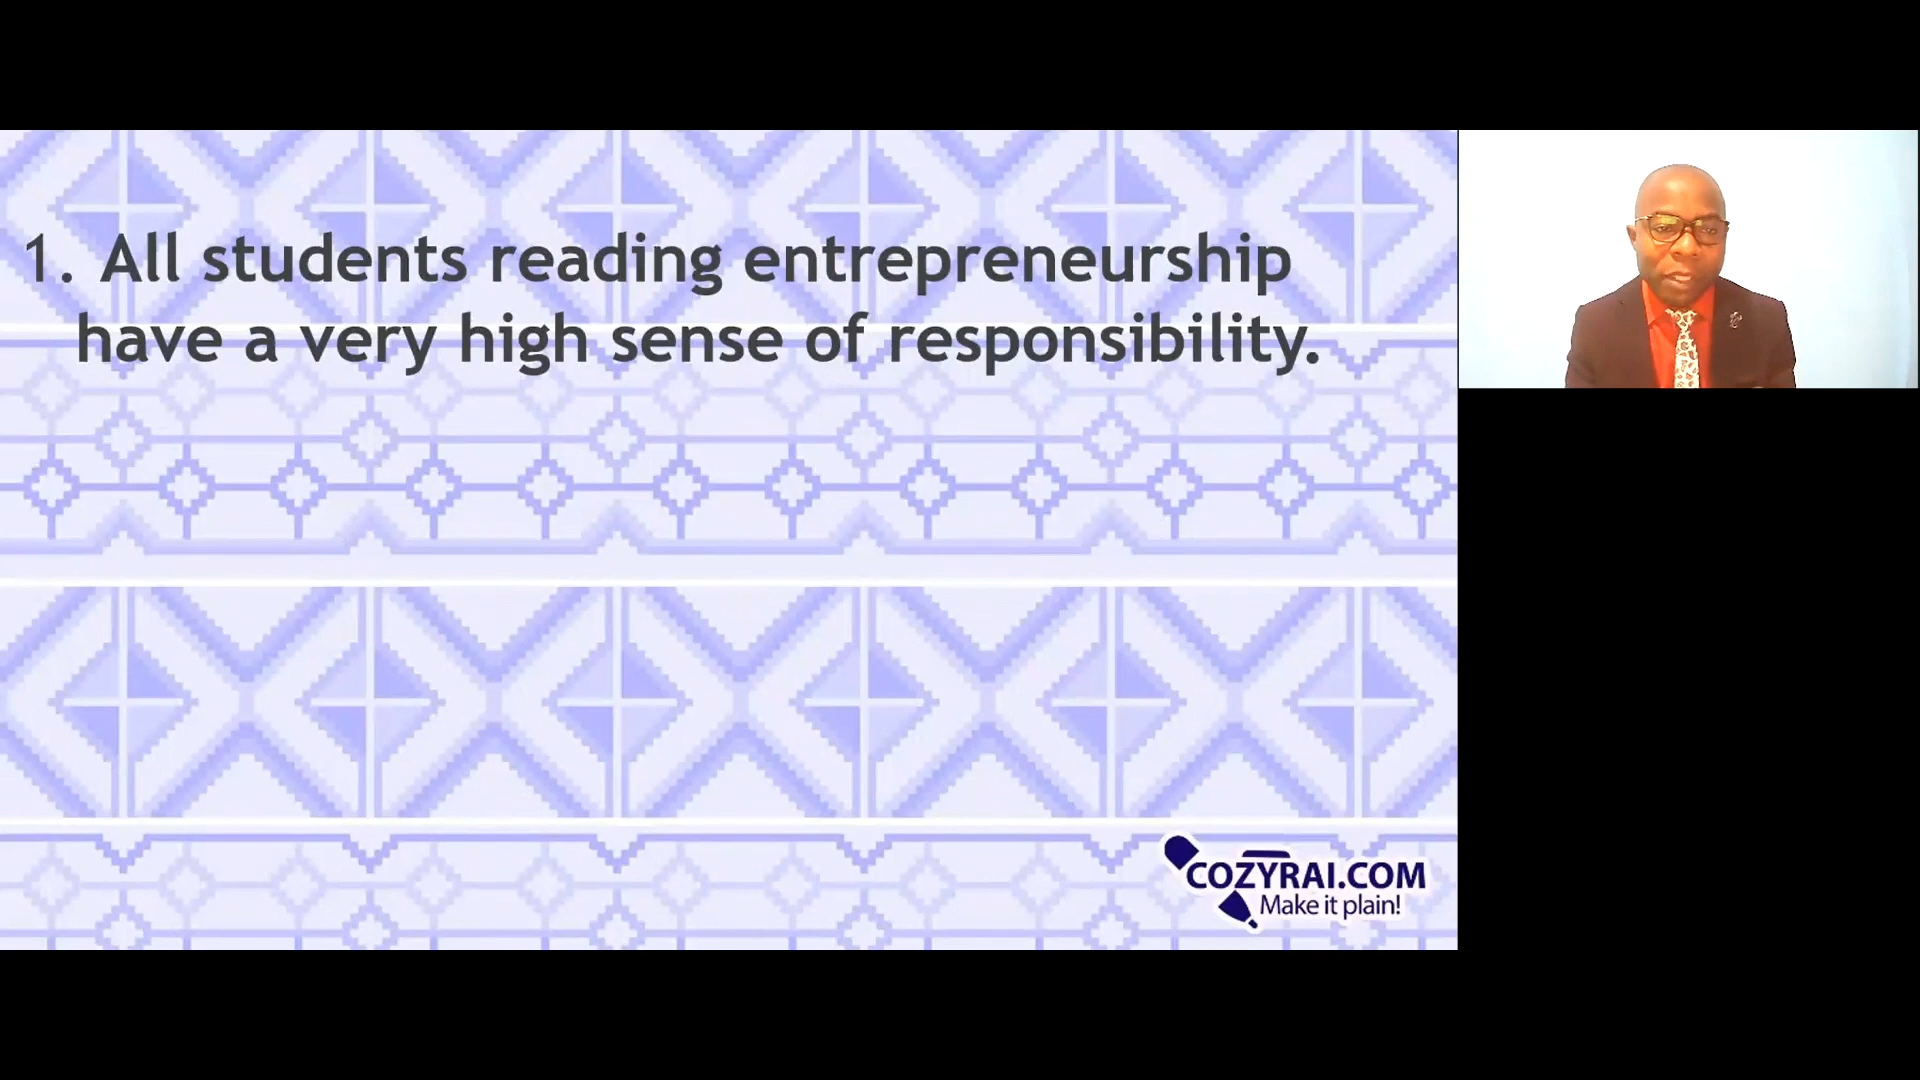 1. All students reading entrepreneurship
have a very high sense of responsibility.
COZYRAI.COM
Make it plain!